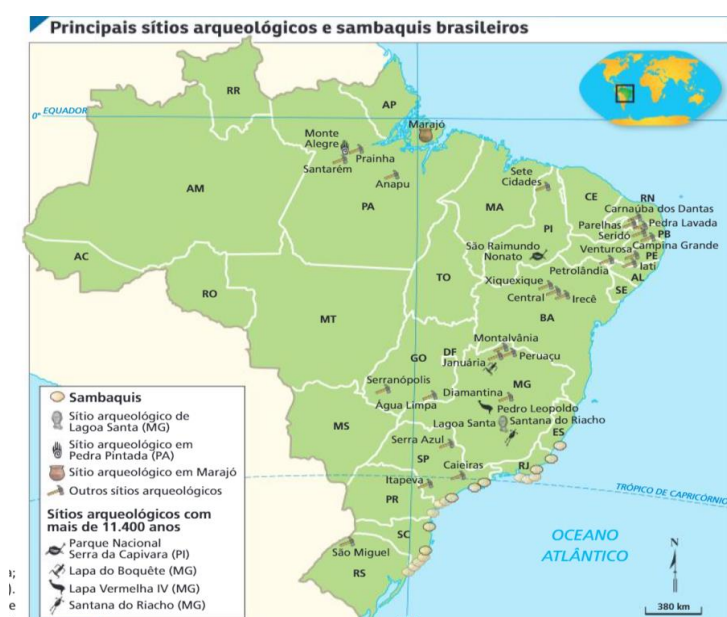 Principais sítios arqueológicos e sambaquis brasileiros
RR
AP
0° EQUADOR
Marajó
Monte
Alegre
Prainha
Santarém
Anapu
AM
PA
Sete
Cidades
CE
RN
Carnaúba dos Dantas
MA
PI
Parelhas
Pedra Lavada
Seridó
PB
Campina Grande
São Raimundo
Nonato
Venturosa
PE
Iati
AC
Petrolândia
AL
TO
Xiquexique
SE
RO
Central
Irecê
MT
BA
Montalvânia
GO
DF
Januária
Peruaçu
MG
Serranópolis
Diamantina
Água Limpa
Pedro Leopoldo
MS
Lagoa Santa
Santana do Riacho
ES
Serra Azul
SP
Caieiras
RJ
Itapeva
TRÓPICO DE CAPRICÓRNIO
PR
SC
OCEANO
ATLÂNTICO
N
São Miguel
RS
380 km
Sambaquis
Sítio arqueológico de
Lagoa Santa (MG)
Sítio arqueológico em
Pedra Pintada (PA)
Sítio arqueológico em Marajó
Outros sítios arqueológicos
Sítios arqueológicos com
mais de 11.400 anos
Parque Nacional
Serra da Capivara (PI)
Lapa do Boquête (MG)
Lapa Vermelha IV (MG)
Santana do Riacho (MG)
;
).
e